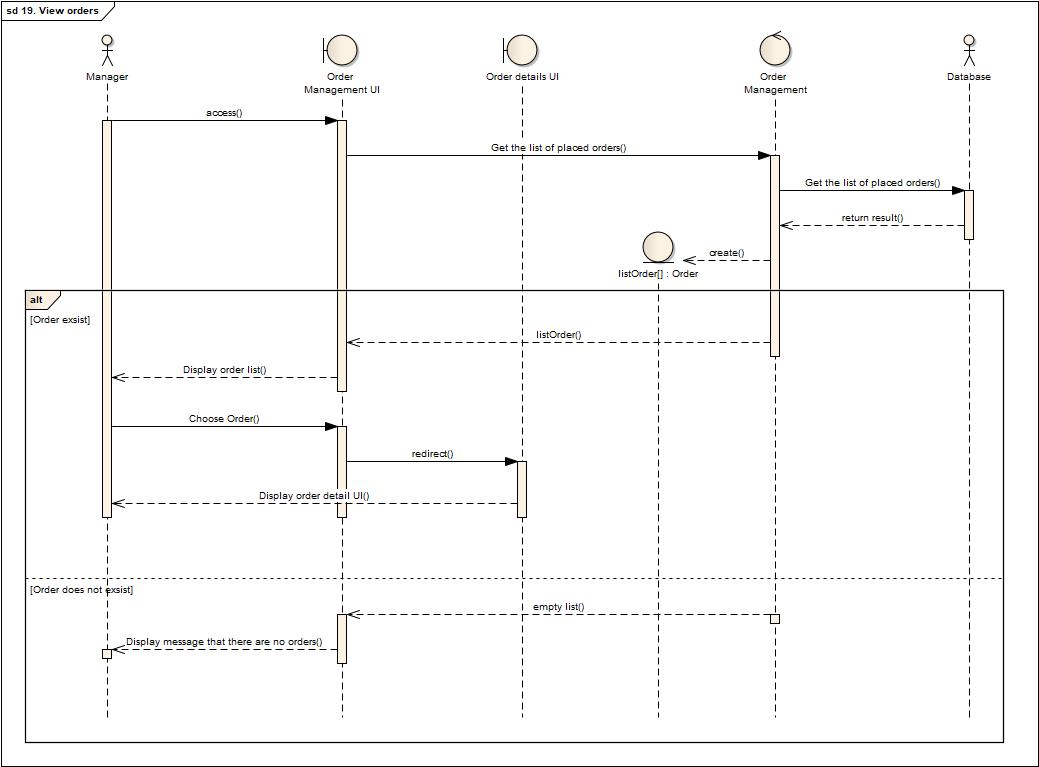 sd 19. View orders
Manager
Order
Management UI
Order details UI
Order
Management
Database
access()
Get the list of placed orders()
Get the list of placed orders()
return result()
create()
listOrder[] : Order
alt
[Order exsist]
listOrder()
Display order list()
Choose Order()
redirect()
Display order detail UI()
[Order does not exsist]
empty list()
Display message that there are no orders()